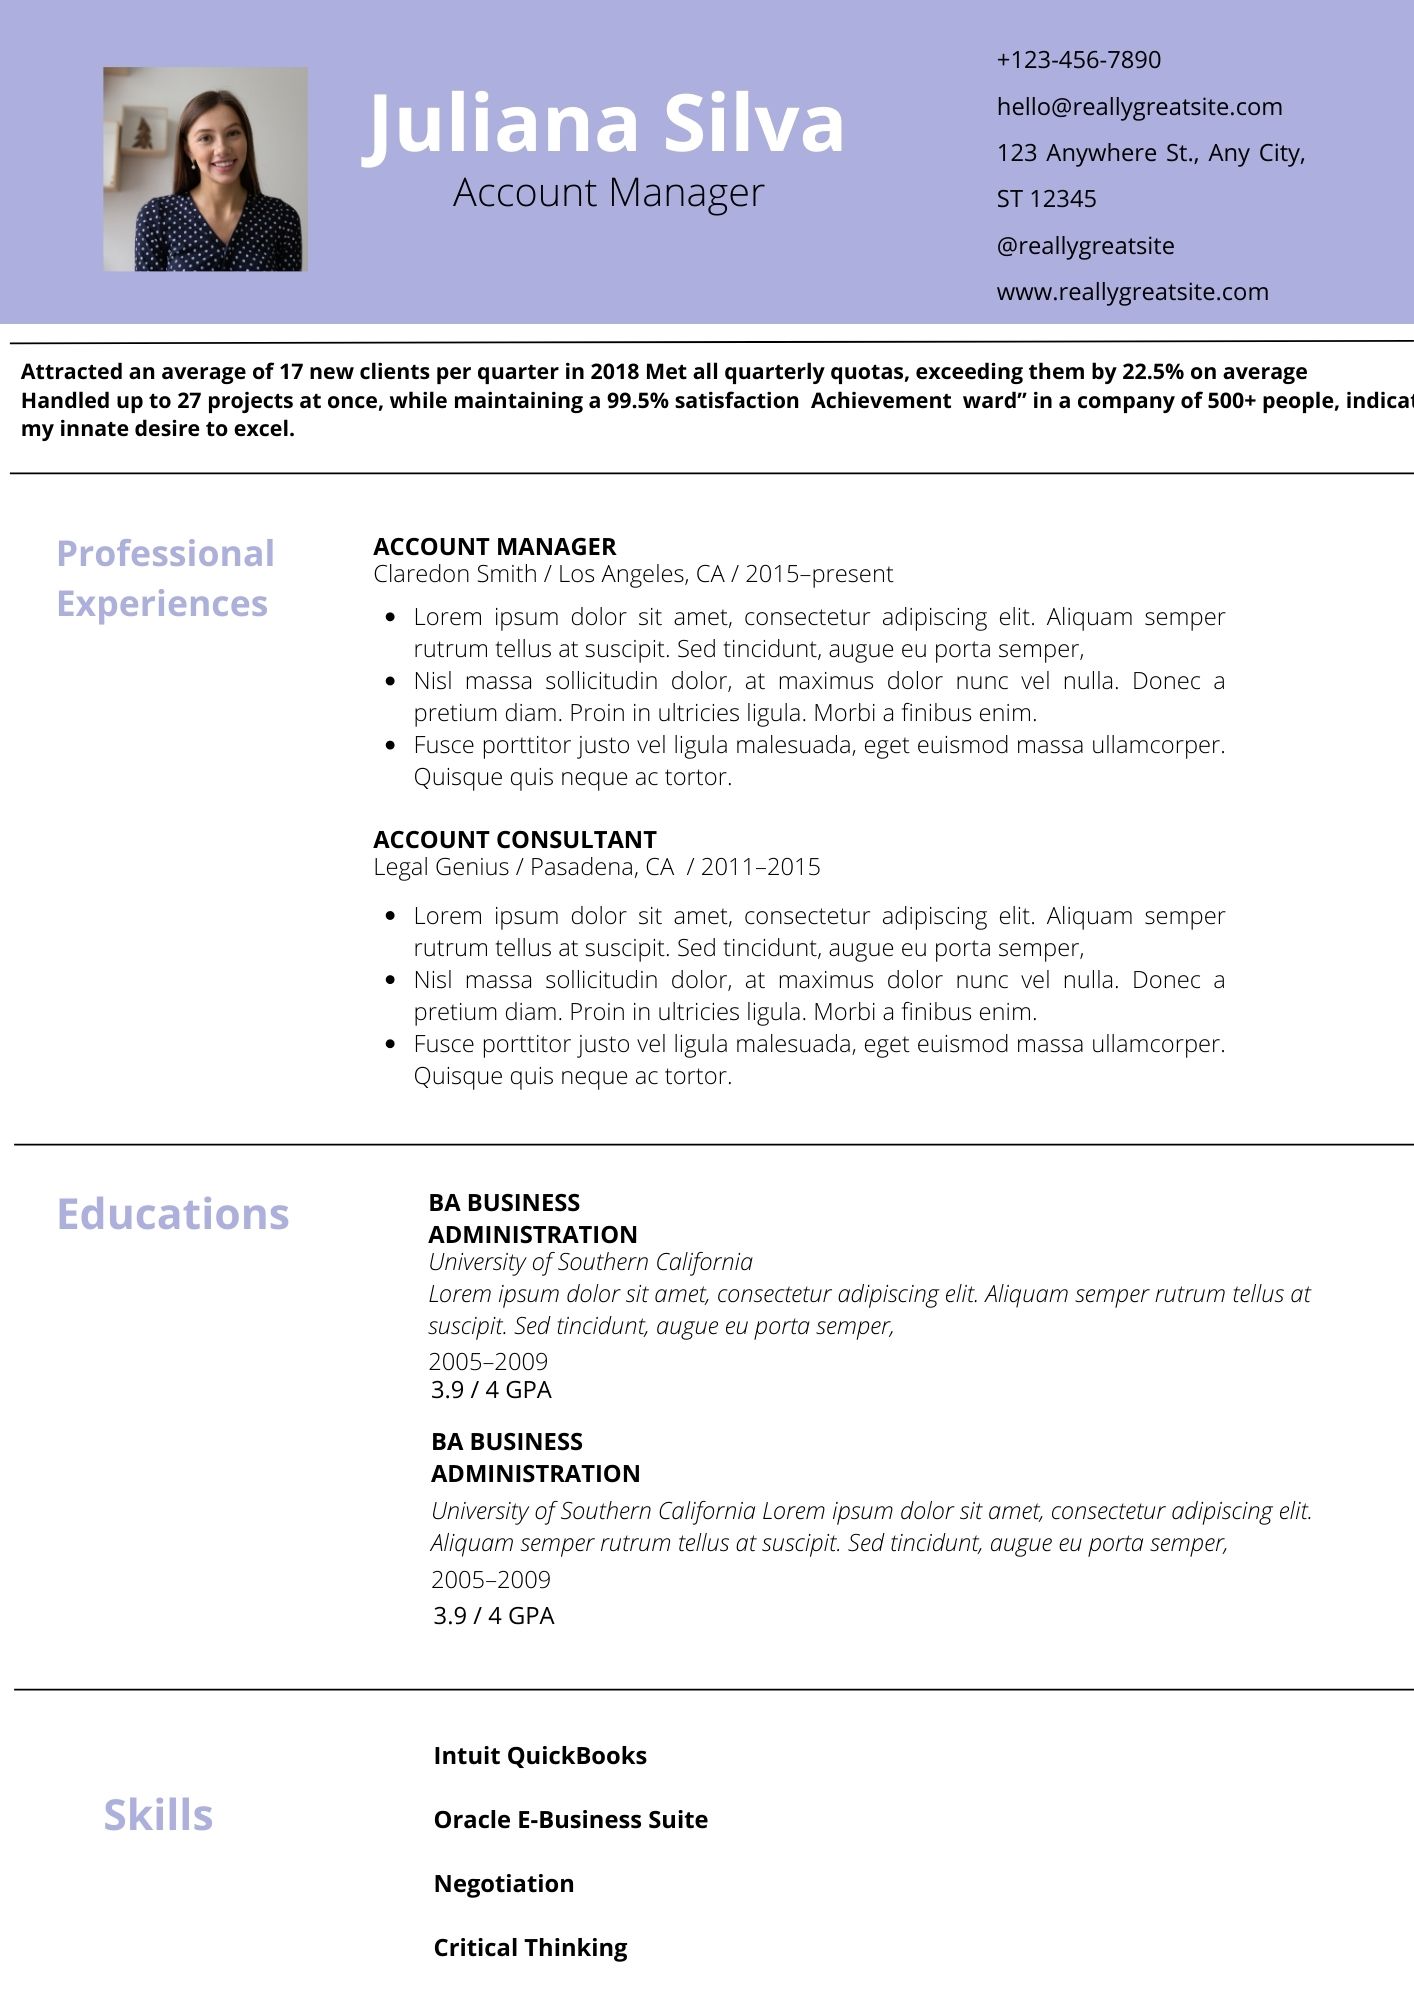 Juliana Silva
Account Manager
+123-456-7890
hello@reallygreatsite.com
123 Anywhere St., Any City,
ST 12345
@reallygreatsite
www.reallygreatsite.com
Attracted an average of 17 new clients per quarter in 2018 Met all quarterly quotas, exceeding them by 22.5% on average
Handled up to 27 projects at once, while maintaining a 99.5% satisfaction  Achievement  ward” in a company of 500+ people, indicat
my innate desire to excel.
Professional
Experiences
ACCOUNT MANAGER
Claredon Smith / Los Angeles, CA / 2015–present
• Lorem ipsum dolor sit amet, consectetur adipiscing elit. Aliquam semper
rutrum tellus at suscipit. Sed tincidunt, augue eu porta semper,
• Nisl massa sollicitudin dolor, at maximus dolor nunc vel nulla. Donec a
pretium diam. Proin in ultricies ligula. Morbi a finibus enim.
• Fusce porttitor justo vel ligula malesuada, eget euismod massa ullamcorper.
Quisque quis neque ac tortor.
ACCOUNT CONSULTANT
Legal Genius / Pasadena, CA  / 2011–2015
• Lorem ipsum dolor sit amet, consectetur adipiscing elit. Aliquam semper
rutrum tellus at suscipit. Sed tincidunt, augue eu porta semper,
• Nisl massa sollicitudin dolor, at maximus dolor nunc vel nulla. Donec a
pretium diam. Proin in ultricies ligula. Morbi a finibus enim.
• Fusce porttitor justo vel ligula malesuada, eget euismod massa ullamcorper.
Quisque quis neque ac tortor.
Educations
BA BUSINESS
ADMINISTRATION
University of Southern California
Lorem ipsum dolor sit amet, consectetur adipiscing elit. Aliquam semper rutrum tellus at
suscipit. Sed tincidunt, augue eu porta semper,
2005–2009
3.9 / 4 GPA
BA BUSINESS
ADMINISTRATION
University of Southern California Lorem ipsum dolor sit amet, consectetur adipiscing elit.
Aliquam semper rutrum tellus at suscipit. Sed tincidunt, augue eu porta semper,
2005–2009
3.9 / 4 GPA
Skills
Intuit QuickBooks
Oracle E-Business Suite
Negotiation
Critical Thinking